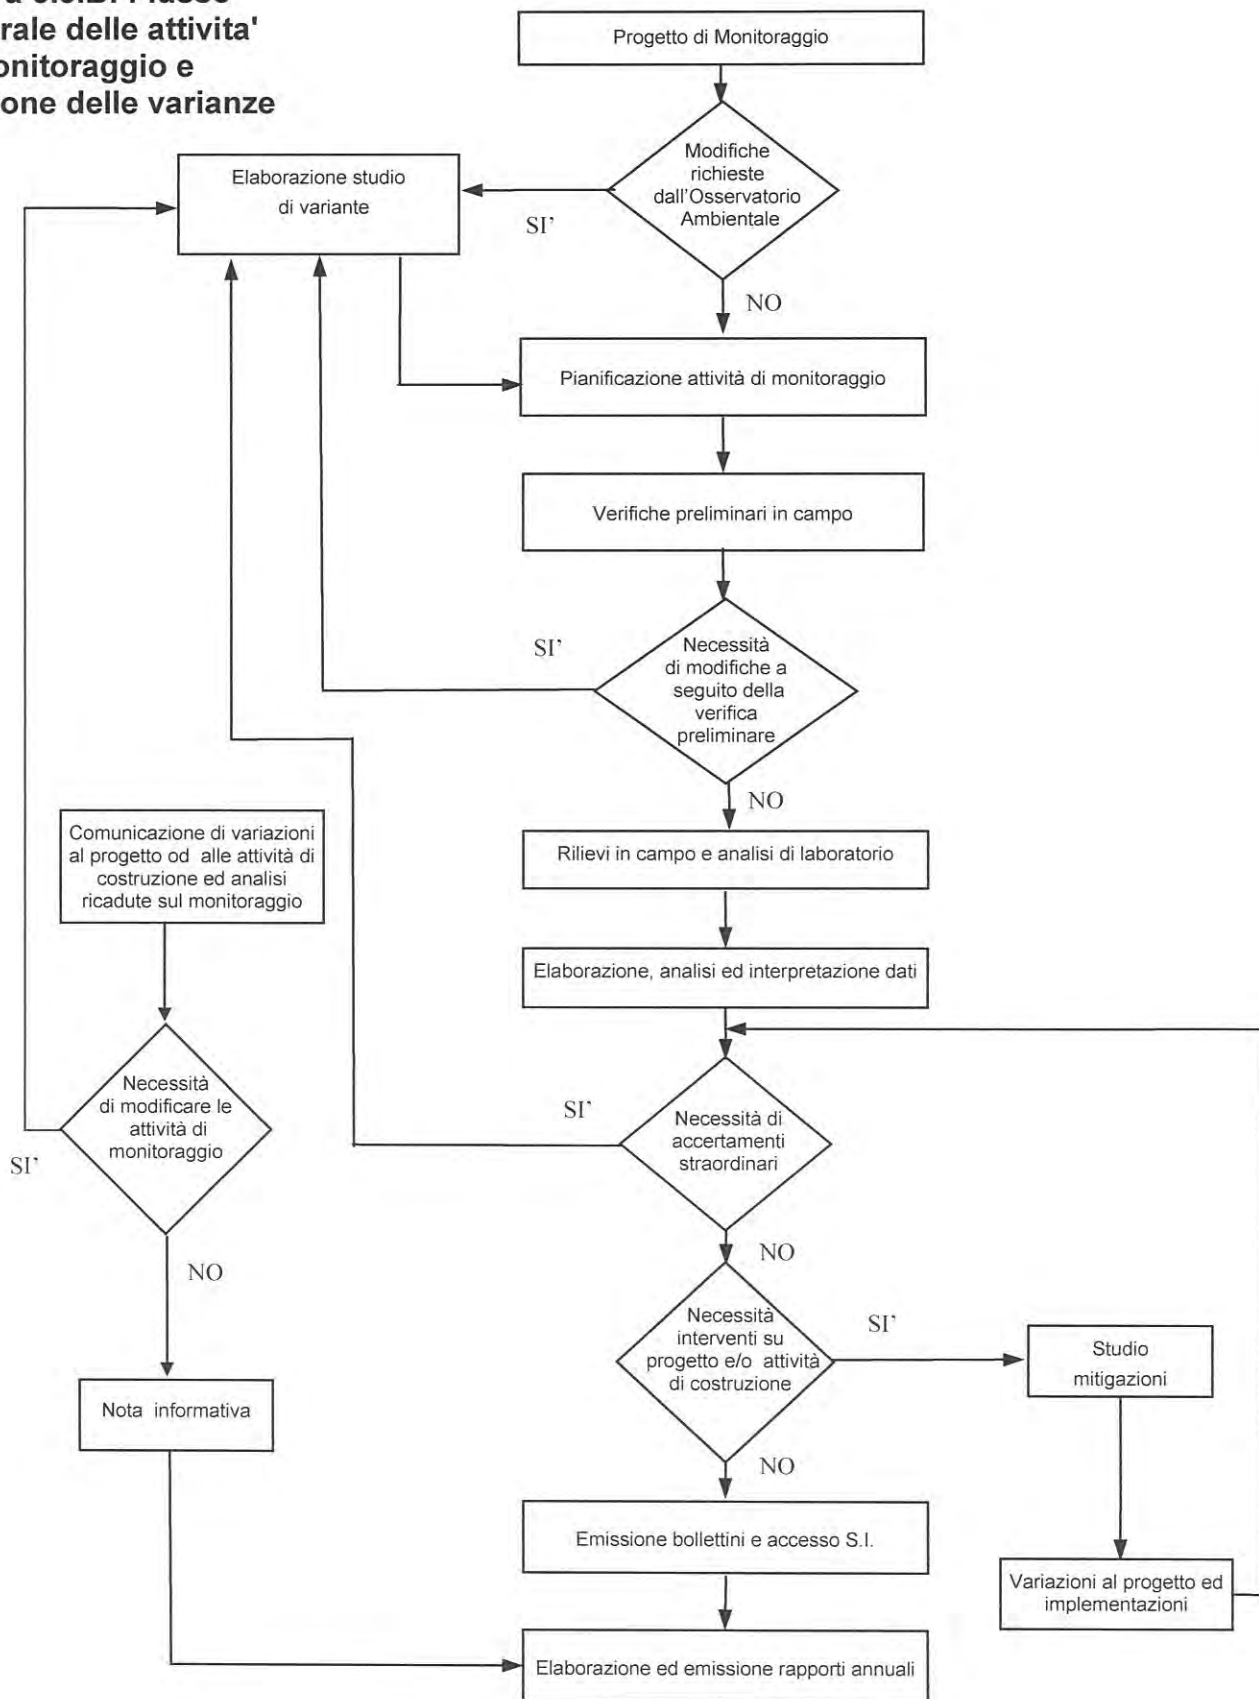 rale delle attivita'
onitoraggio e
one delle varianze
Progetto di Monitoraggio
Modifiche
richieste
dall'Osservatorio
Ambientale
Elaborazione studio
di variante
SI'
NO
Pianificazione attività di monitoraggio
Verifiche preliminari in campo
SI'
Necessità
di modifiche a
seguito della
verifica
preliminare
NO
Comunicazione di variazioni
al progetto od alle attività di
costruzione ed analisi
ricadute sul monitoraggio
Rilievi in campo e analisi di laboratorio
Elaborazione, analisi ed interpretazione dati
Necessità
di modificare le
attività di
monitoraggio
SI'
SI'
Necessità di
accertamenti
straordinari
NO
NO
Necessità
interventi su
progetto e/o attività
di costruzione
SI'
Studio
mitigazioni
Nota informativa
NO
Emissione bollettini e accesso S.I.
Variazioni al progetto ed
implementazioni
Elaborazione ed emissione rapporti annuali